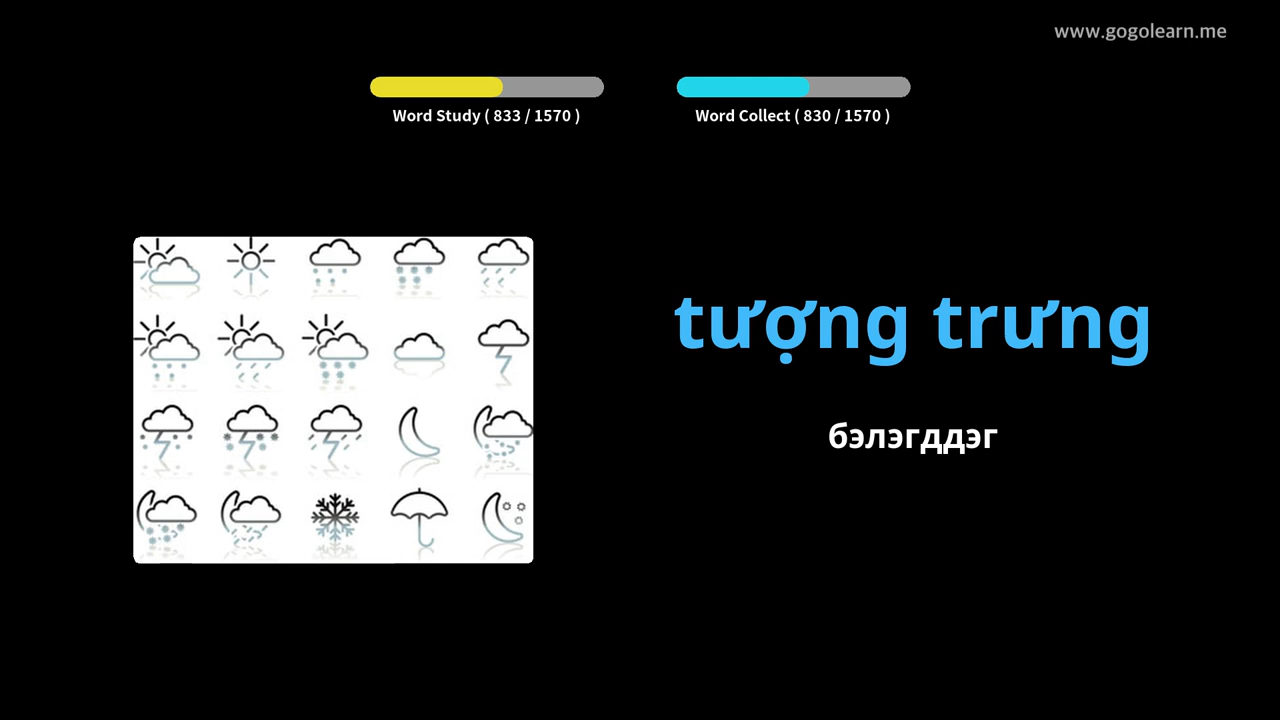 www.gogolearn.me
Word Study ( 833 / 1570 )
Word Collect ( 830 / 1570 )
tượng trưng
бэлэгддэг